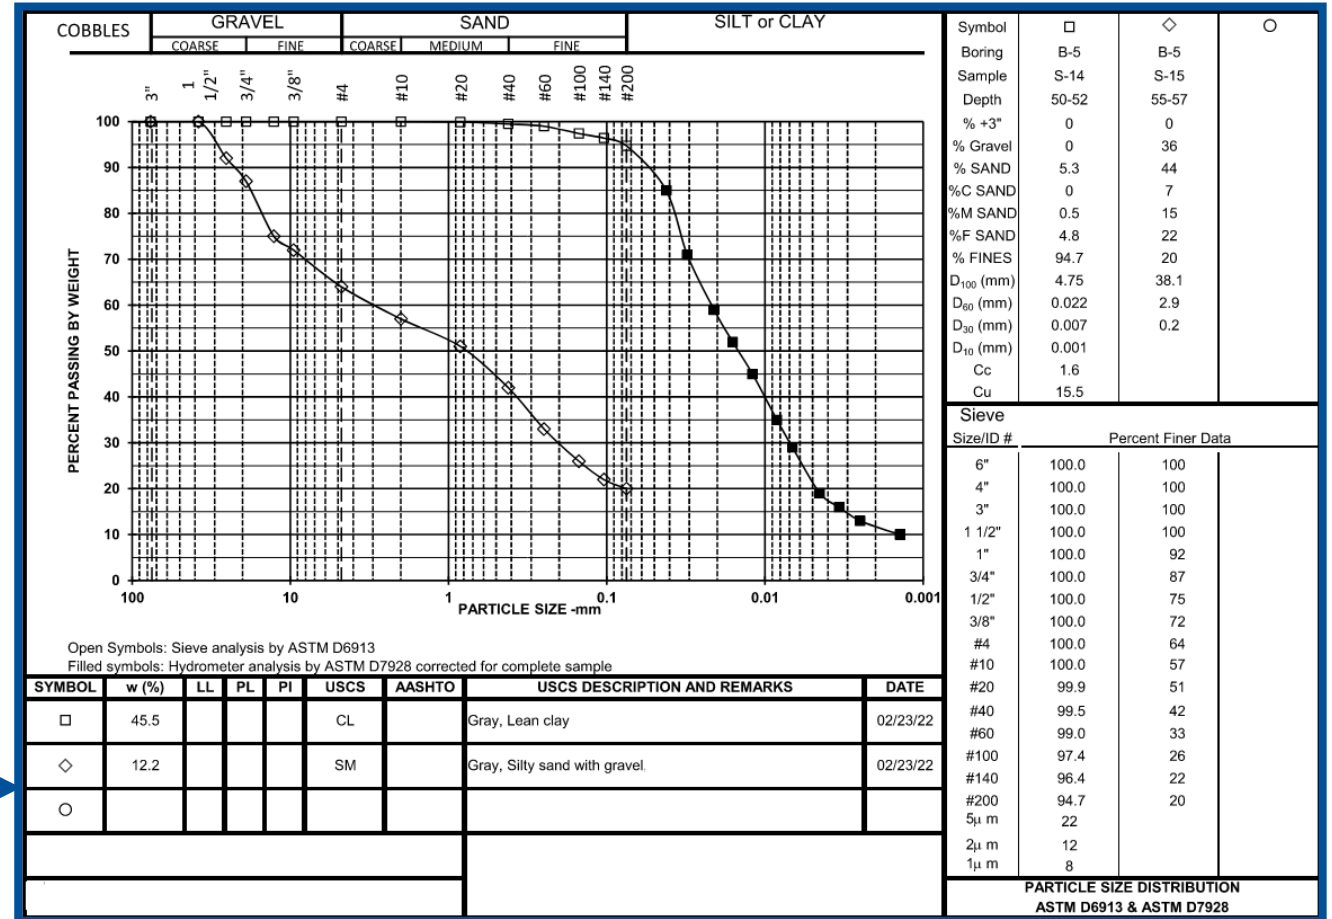 COBBLES GRAVEL SAND SILT or CLAY
COARSE FINE COARSE MEDIUM FINE
3" 1 1/2" 3/4" 3/8" #4 #10 #20 #40 #60 #100 #140 #200
PERCENT PASSING BY WEIGHT
100
90
80
70
60
50
40
30
20
10
0
100 10 1 0.1 0.01 0.001
PARTICLE SIZE -mm
Open Symbols: Sieve analysis by ASTM D6913
Filled symbols: Hydrometer analysis by ASTM D7928 corrected for complete sample
SYMBOL w (%) LL PL PI USCS AASHTO USCS DESCRIPTION AND REMARKS DATE
□ 45.5 CL Gray, Lean clay 02/23/22
◇ 12.2 SM Gray, Silty sand with gravel 02/23/22
○
Symbol □ ◇ ○
Boring B-5 B-5
Sample S-14 S-15
Depth 50-52 55-57
% +3" 0 0
% Gravel 0 36
% SAND 5.3 44
%C SAND 0 7
%M SAND 0.5 15
%F SAND 4.8 22
% FINES 94.7 20
D₁₀₀ (mm) 4.75 38.1
D₆₀ (mm) 0.022 2.9
D₃₀ (mm) 0.007 0.2
D₁₀ (mm) 0.001
Cc 1.6
Cu 15.5
Sieve
Size/ID # Percent Finer Data
6" 100.0 100
4" 100.0 100
3" 100.0 100
1 1/2" 100.0 100
1" 100.0 92
3/4" 100.0 87
1/2" 100.0 75
3/8" 100.0 72
#4 100.0 64
#10 100.0 57
#20 99.9 51
#40 99.5 42
#60 99.0 33
#100 97.4 26
#140 96.4 22
#200 94.7 20
5µ m 22
2µ m 12
1µ m 8
PARTICLE SIZE DISTRIBUTION
ASTM D6913 & ASTM D7928